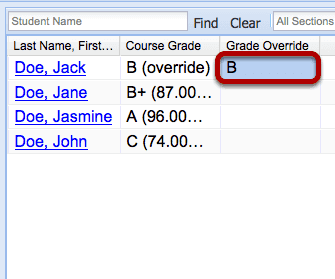 Student Name Find Clear All Sections
Last Name, First... Course Grade Grade Override
Doe, Jack B (override) B
Doe, Jane B+ (87.00...
Doe, Jasmine A (96.00...
Doe, John C (74.00...